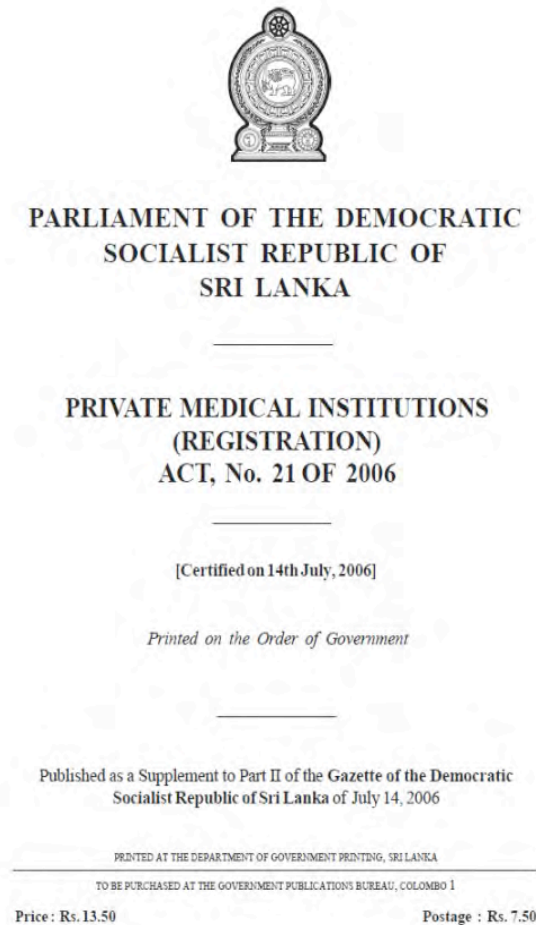 PARLIAMENT OF THE DEMOCRATIC
SOCIALIST REPUBLIC OF
SRI LANKA
PRIVATE MEDICAL INSTITUTIONS
(REGISTRATION)
ACT, No. 21 OF 2006
[Certified on 14th July, 2006]
Printed on the Order of Government
Published as a Supplement to Part II of the Gazette of the Democratic
Socialist Republic of Sri Lanka of July 14, 2006
PRINTED AT THE DEPARTMENT OF GOVERNMENT PRINTING, SRI LANKA
TO BE PURCHASED AT THE GOVERNMENT PUBLICATIONS BUREAU, COLOMBO 1
Price : Rs. 13.50 Postage : Rs. 7.50